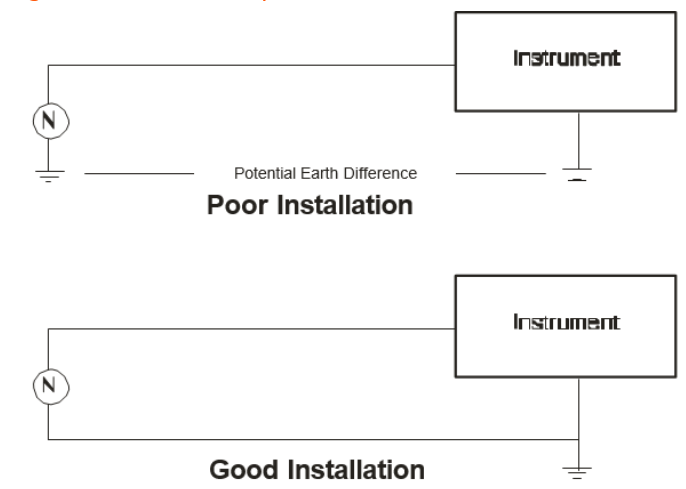 Instrument
N
Potential Earth Difference
Poor Installation
Instrument
N
Good Installation